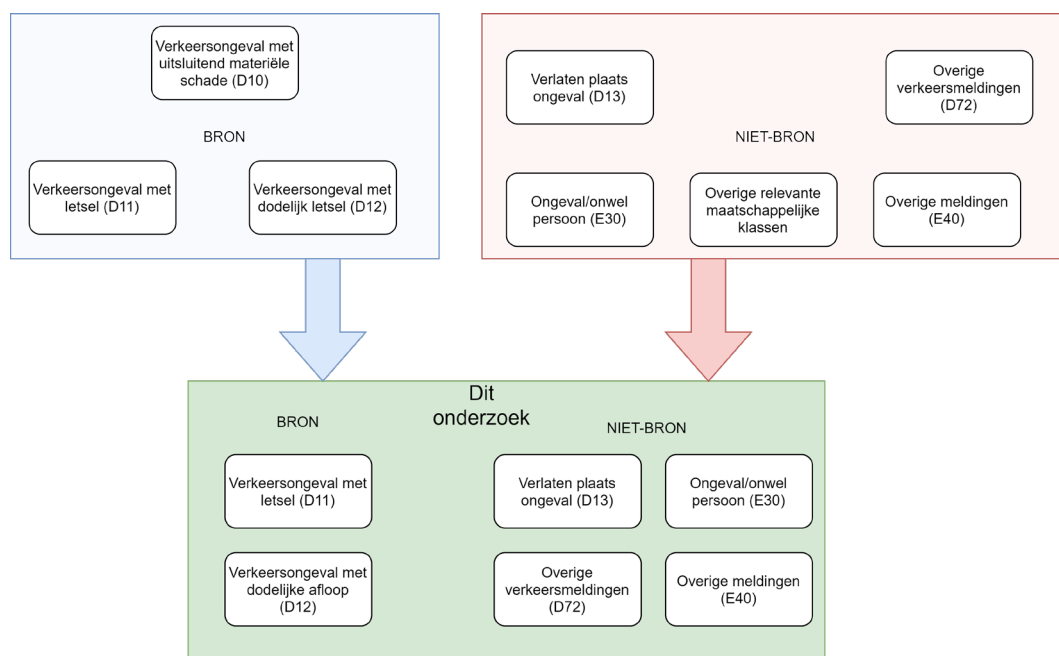 Verkeersongeval met
uitsluitend materiële
schade (D10)
BRON
Verkeersongeval met
letsel (D11)
Verkeersongeval met
dodelijk letsel (D12)
Verlaten plaats
ongeval (D13)
Overige
verkeersmeldingen
(D72)
NIET-BRON
Ongeval/onwel
persoon (E30)
Overige relevante
maatschappelijke
klassen
Overige meldingen
(E40)
Dit
onderzoek
BRON
NIET-BRON
Verkeersongeval met
letsel (D11)
Verlaten plaats
ongeval (D13)
Ongeval/onwel
persoon (E30)
Verkeersongeval met
dodelijke afloop
(D12)
Overige
verkeersmeldingen
(D72)
Overige meldingen
(E40)